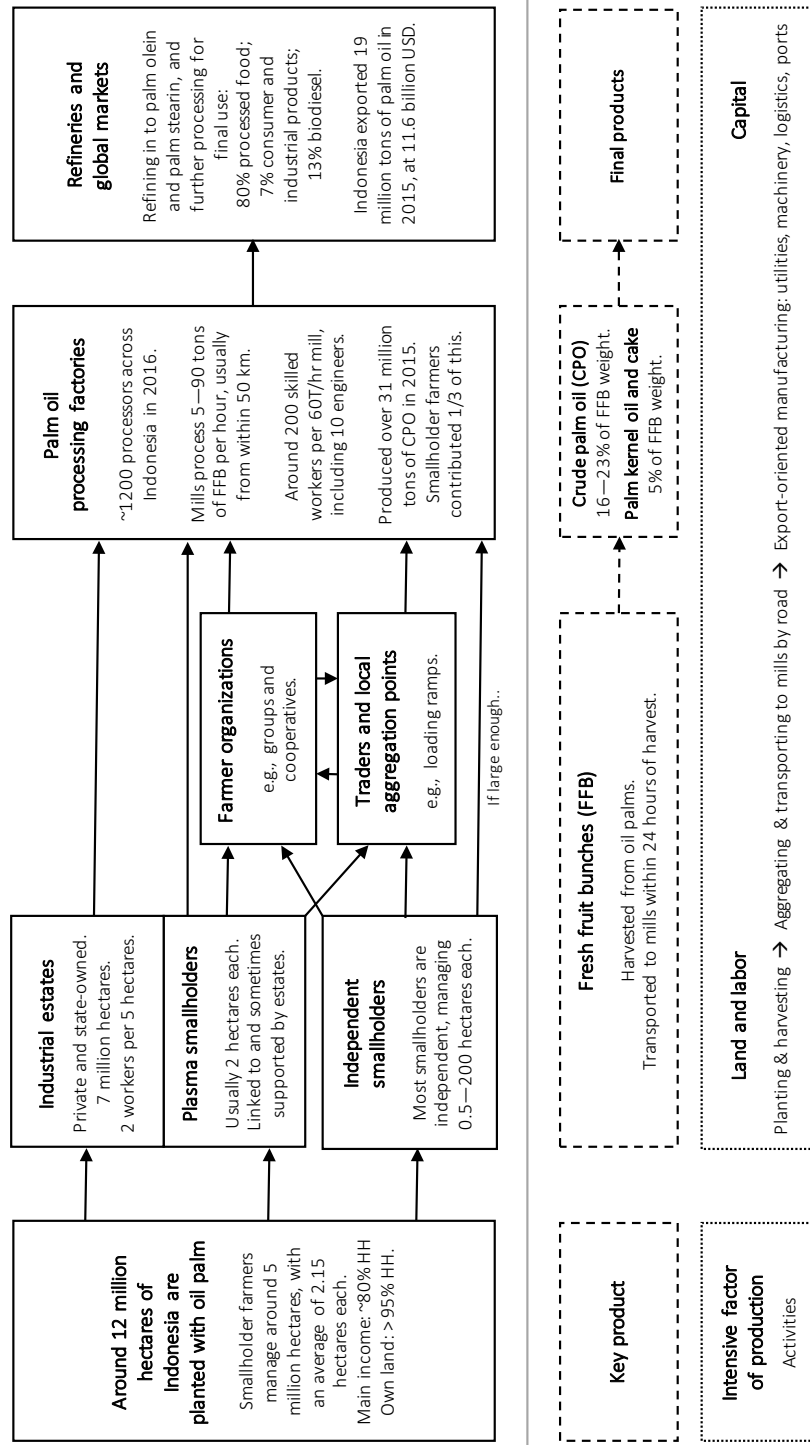 Around 12 million
hectares of
Indonesia are
planted with oil palm
Smallholder farmers
manage around 5
million hectares, with
an average of 2.15
hectares each.
Main income: ~80% HH
Own land: > 95% HH.
Industrial estates
Private and state-owned.
7 million hectares.
2 workers per 5 hectares.
Plasma smallholders
Usually 2 hectares each.
Linked to and sometimes
supported by estates.
Independent
smallholders
Most smallholders are
independent, managing
0.5—200 hectares each.
Farmer organizations
e.g., groups and
cooperatives.
Traders and local
aggregation points
e.g., loading ramps.
If large enough..
Palm oil
processing factories
~1200 processors across
Indonesia in 2016.
Mills process 5—90 tons
of FFB per hour, usually
from within 50 km.
Around 200 skilled
workers per 60T/hr mill,
including 10 engineers.
Produced over 31 million
tons of CPO in 2015.
Smallholder farmers
contributed 1/3 of this.
Refineries and
global markets
Refining in to palm olein
and palm stearin, and
further processing for
final use:
80% processed food;
7% consumer and
industrial products;
13% biodiesel.
Indonesia exported 19
million tons of palm oil in
2015, at 11.6 billion USD.
Key product
Fresh fruit bunches (FFB)
Harvested from oil palms.
Transported to mills within 24 hours of harvest.
Crude palm oil (CPO)
16—23% of FFB weight.
Palm kernel oil and cake
5% of FFB weight.
Final products
Intensive factor
of production
Activities
Land and labor
Capital
Planting & harvesting → Aggregating & transporting to mills by road → Export-oriented manufacturing: utilities, machinery, logistics, ports